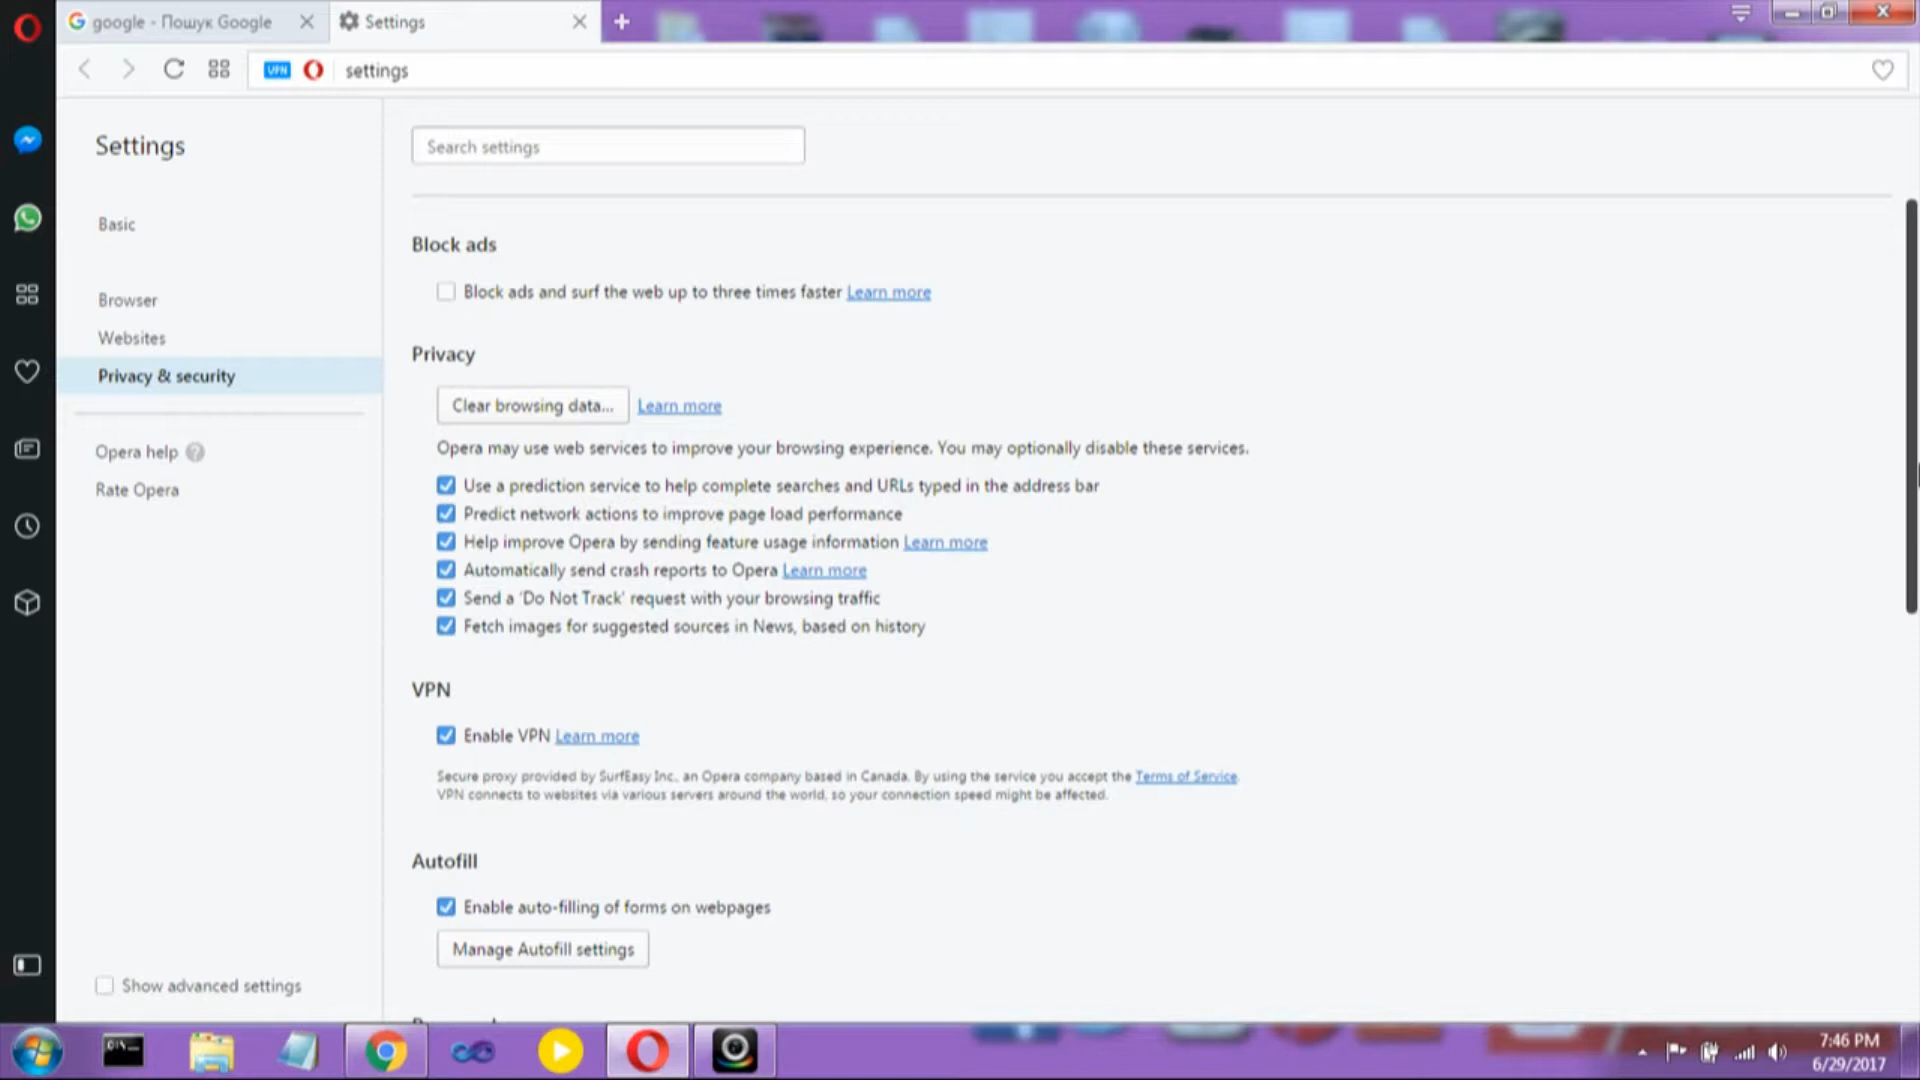 google - Пошук Google
Settings
VPN
settings
Settings
Search settings
Basic
Block ads
Block ads and surf the web up to three times faster Learn more
Browser
Websites
Privacy
Privacy & security
Clear browsing data...
Learn more
Opera help ?
Opera may use web services to improve your browsing experience. You may optionally disable these services.
Rate Opera
Use a prediction service to help complete searches and URLs typed in the address bar
Predict network actions to improve page load performance
Help improve Opera by sending feature usage information Learn more
Automatically send crash reports to Opera Learn more
Send a 'Do Not Track' request with your browsing traffic
Fetch images for suggested sources in News, based on history
VPN
Enable VPN Learn more
Secure proxy provided by SurfEasy Inc., an Opera company based in Canada. By using the service you accept the Terms of Service.
VPN connects to websites via various servers around the world, so your connection speed might be affected.
Autofill
Enable auto-filling of forms on webpages
Manage Autofill settings
Show advanced settings
C:\
7:46 PM
6/29/2017